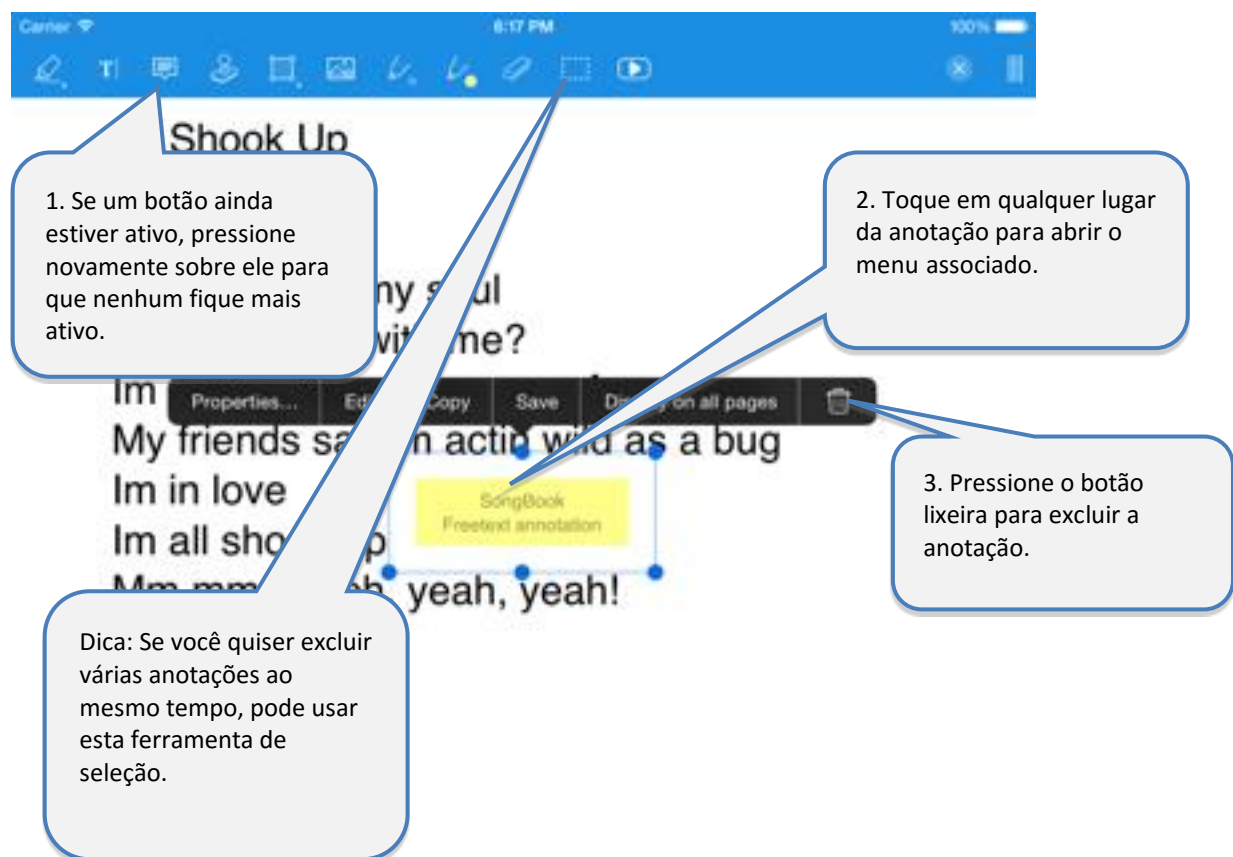 Carrier 6:17 PM 100%
T
Shook Up
1. Se um botão ainda
estiver ativo, pressione
novamente sobre ele para
que nenhum fique mais
ativo.
2. Toque em qualquer lugar
da anotação para abrir o
menu associado.
my soul
with me?
Im
Properties... Copy Save Display on all pages
My friends actin wild as a bug
Im in love
SongBook
Freetext annotation
3. Pressione o botão
lixeira para excluir a
anotação.
Im all
yeah, yeah!
Dica: Se você quiser excluir
várias anotações ao
mesmo tempo, pode usar
esta ferramenta de
seleção.